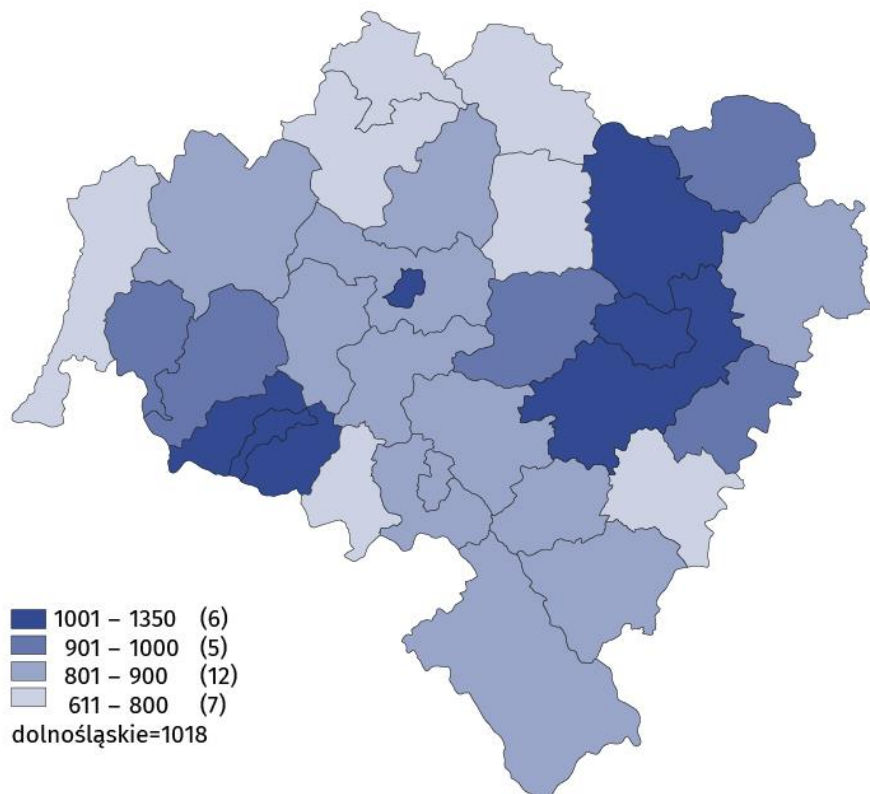 1001 – 1350 (6)
901 – 1000 (5)
801 – 900 (12)
611 – 800 (7)
dolnośląskie=1018